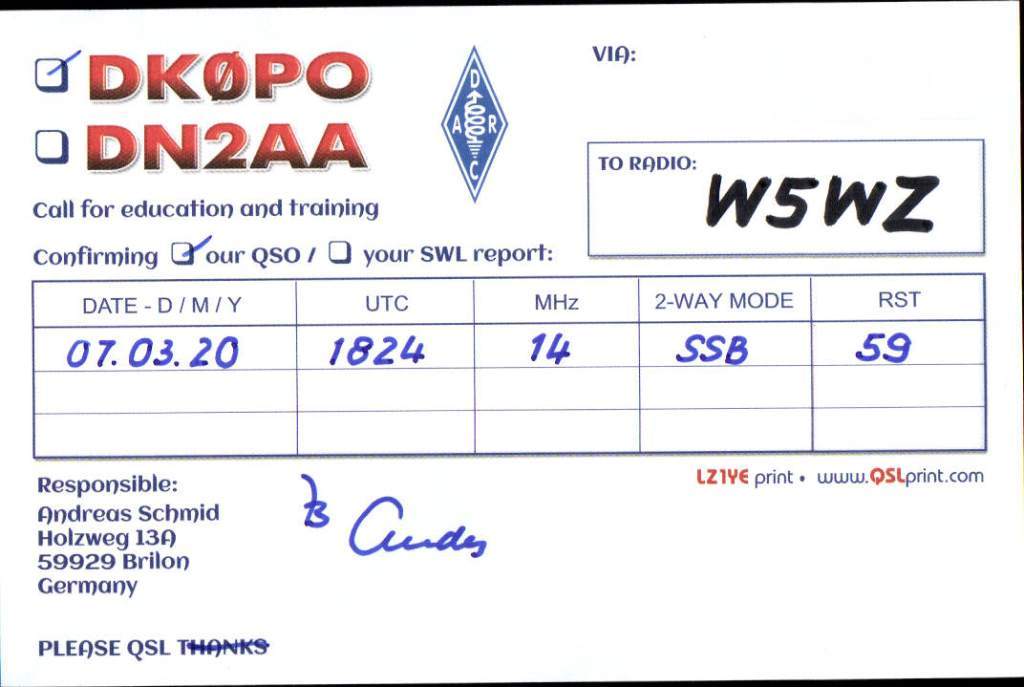 DKØPO
VIA:
DN2AA
D
A R
C
TO RADIO:
W5WZ
Call for education and training
Confirming our QSO / your SWL report:
DATE - D / M / Y UTC MHz 2-WAY MODE RST
07.03.20 1824 14 SSB 59
LZ1YE print • www.QSLprint.com
Responsible:
Andreas Schmid
Holzweg 13A
59929 Brilon
Germany
PLEASE QSL THANKS